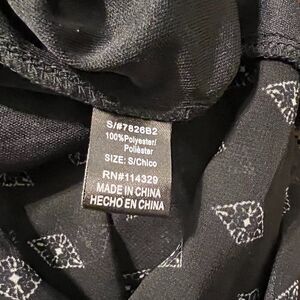 S/#7826B2
100%Polyester/
Poliéster
SIZE: S/Chico
RN#114329
MADE IN CHINA
HECHO EN CHINA